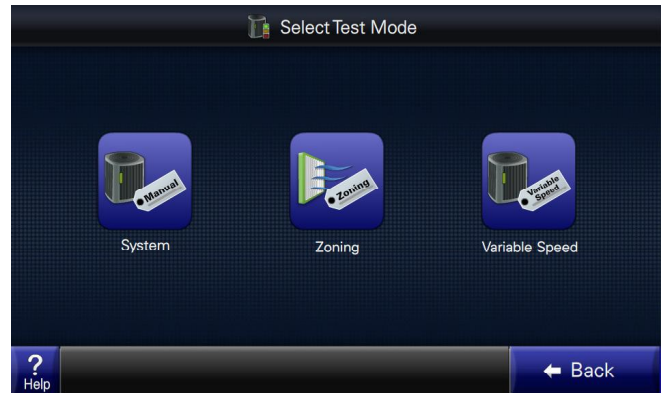 Select Test Mode
Manual
Zoning
Variable
Speed
System
Zoning
Variable Speed
?
Help
Back